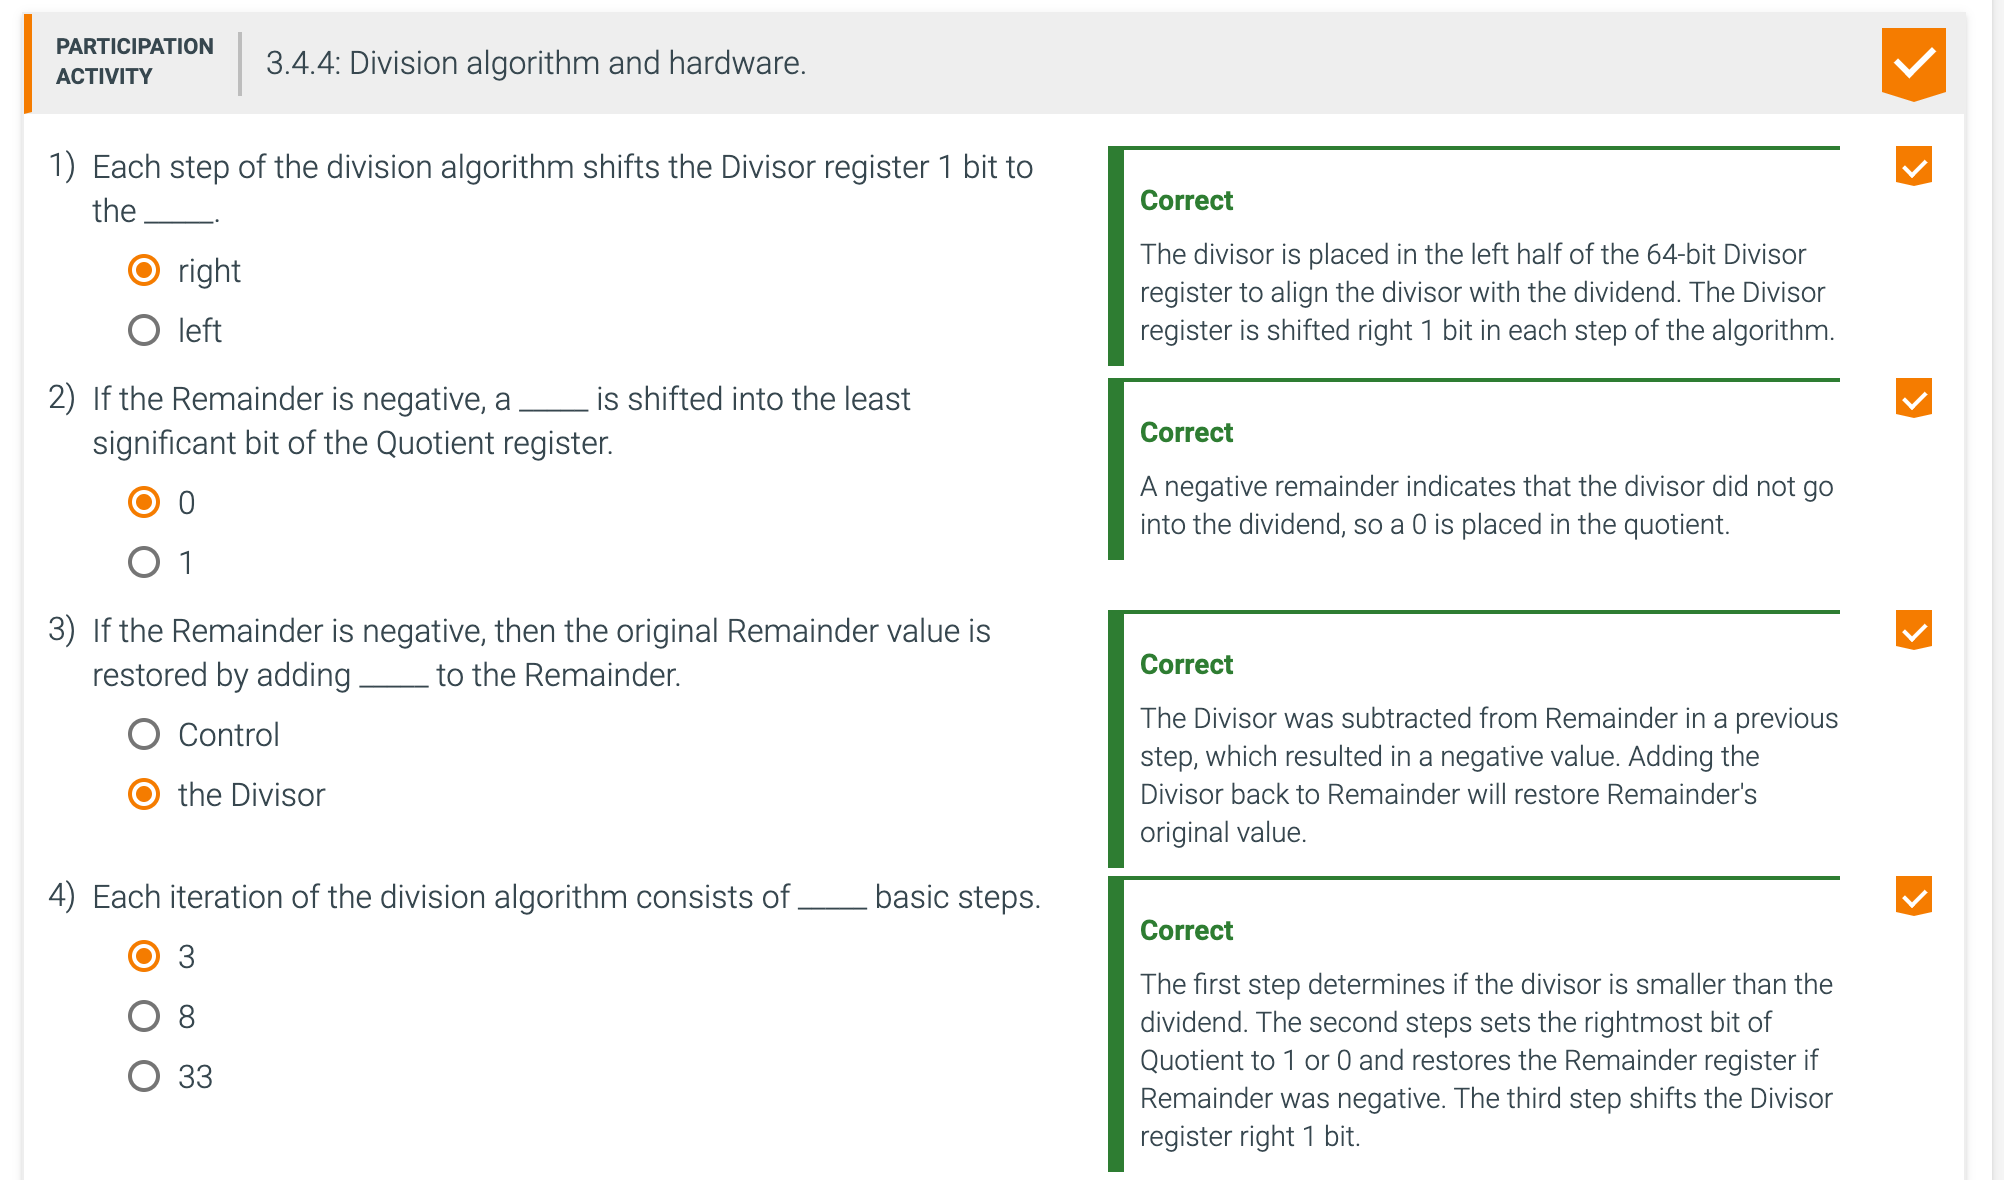 PARTICIPATION
ACTIVITY
3.4.4: Division algorithm and hardware.
1) Each step of the division algorithm shifts the Divisor register 1 bit to
the _____.
right
left
Correct
The divisor is placed in the left half of the 64-bit Divisor
register to align the divisor with the dividend. The Divisor
register is shifted right 1 bit in each step of the algorithm.
2) If the Remainder is negative, a _____ is shifted into the least
significant bit of the Quotient register.
0
1
Correct
A negative remainder indicates that the divisor did not go
into the dividend, so a 0 is placed in the quotient.
3) If the Remainder is negative, then the original Remainder value is
restored by adding _____ to the Remainder.
Control
the Divisor
Correct
The Divisor was subtracted from Remainder in a previous
step, which resulted in a negative value. Adding the
Divisor back to Remainder will restore Remainder's
original value.
4) Each iteration of the division algorithm consists of _____ basic steps.
3
8
33
Correct
The first step determines if the divisor is smaller than the
dividend. The second steps sets the rightmost bit of
Quotient to 1 or 0 and restores the Remainder register if
Remainder was negative. The third step shifts the Divisor
register right 1 bit.